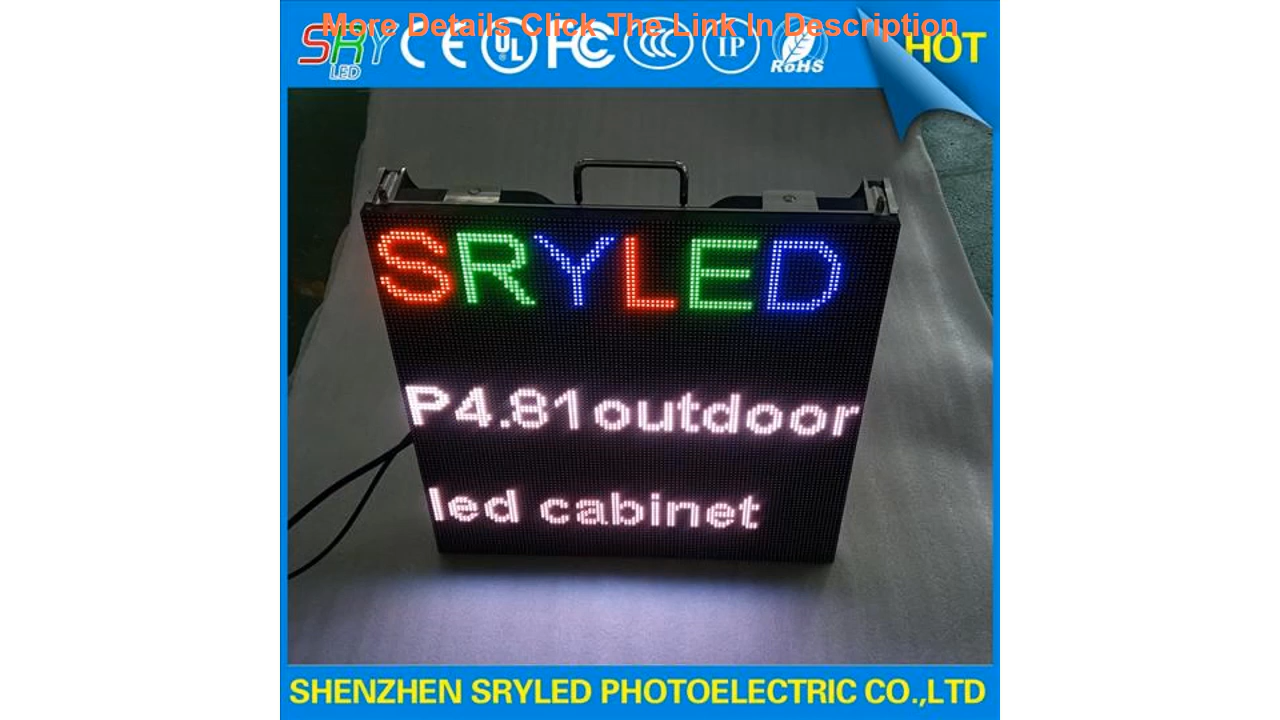 More Details Click The Link In Description
SRY LED CE UL FC CCC IP RoHS HOT
SRYLED
P4.81outdoor
led cabinet
SHENZHEN SRYLED PHOTOELECTRIC CO.,LTD